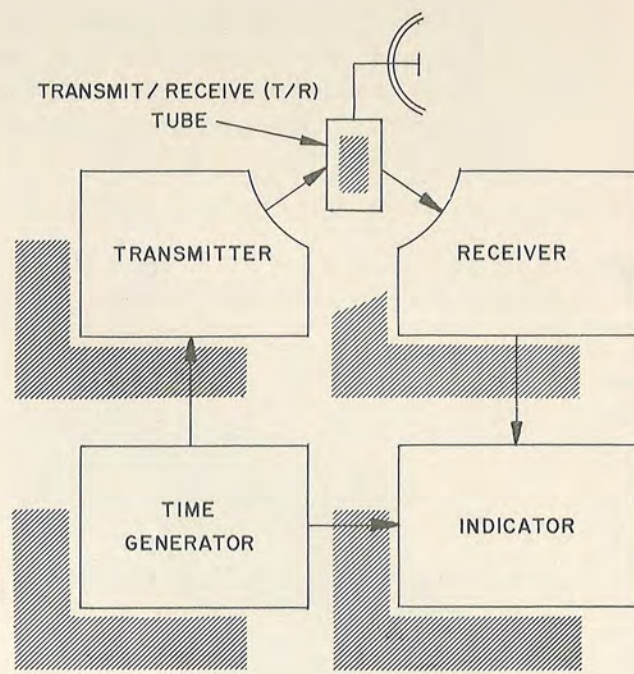 TRANSMIT/RECEIVE (T/R)
TUBE
TRANSMITTER
RECEIVER
TIME
GENERATOR
INDICATOR